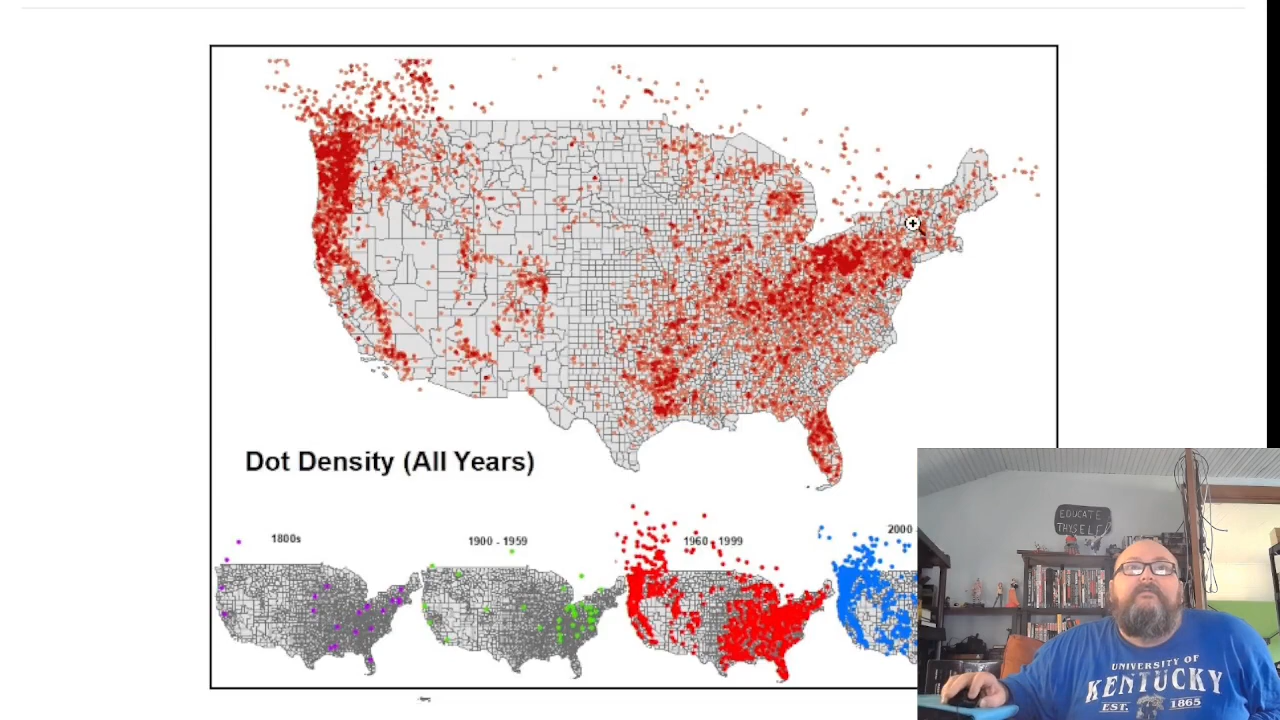 Dot Density (All Years)
1800s
1900 - 1959
1960 - 1999
2000 -
EDUCATE
THYSELF!
UNIVERSITY OF
KENTUCKY
EST. 1865